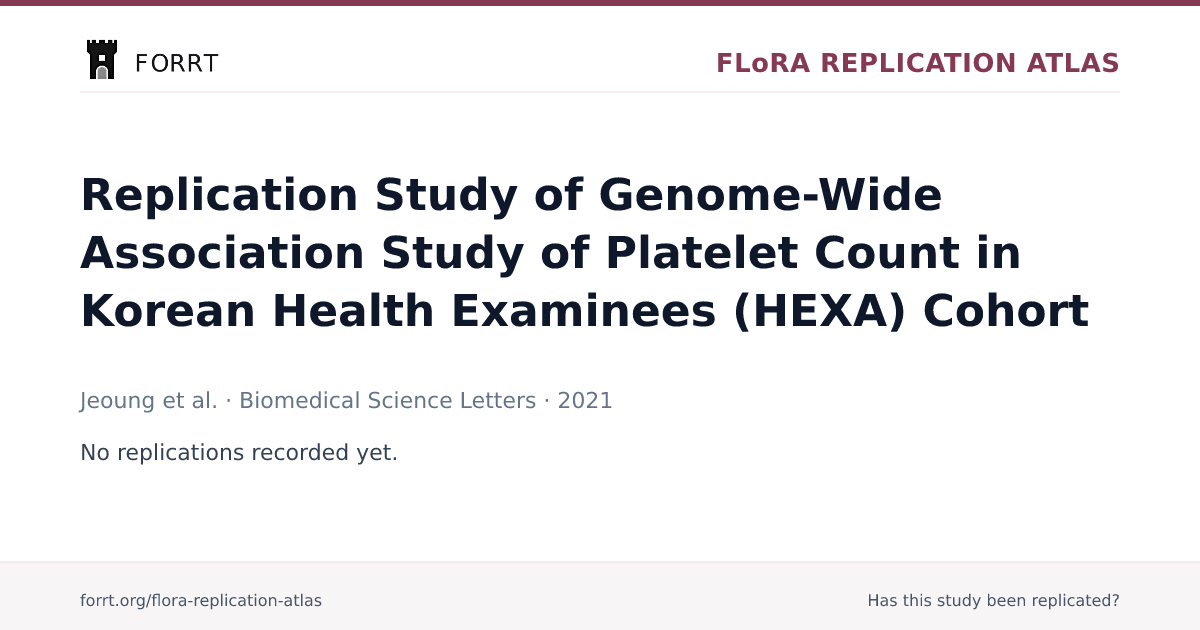 FORRT
FLoRA REPLICATION ATLAS
Replication Study of Genome-Wide
Association Study of Platelet Count in
Korean Health Examinees (HEXA) Cohort
Jeoung et al. · Biomedical Science Letters · 2021
No replications recorded yet.
forrt.org/flora-replication-atlas
Has this study been replicated?